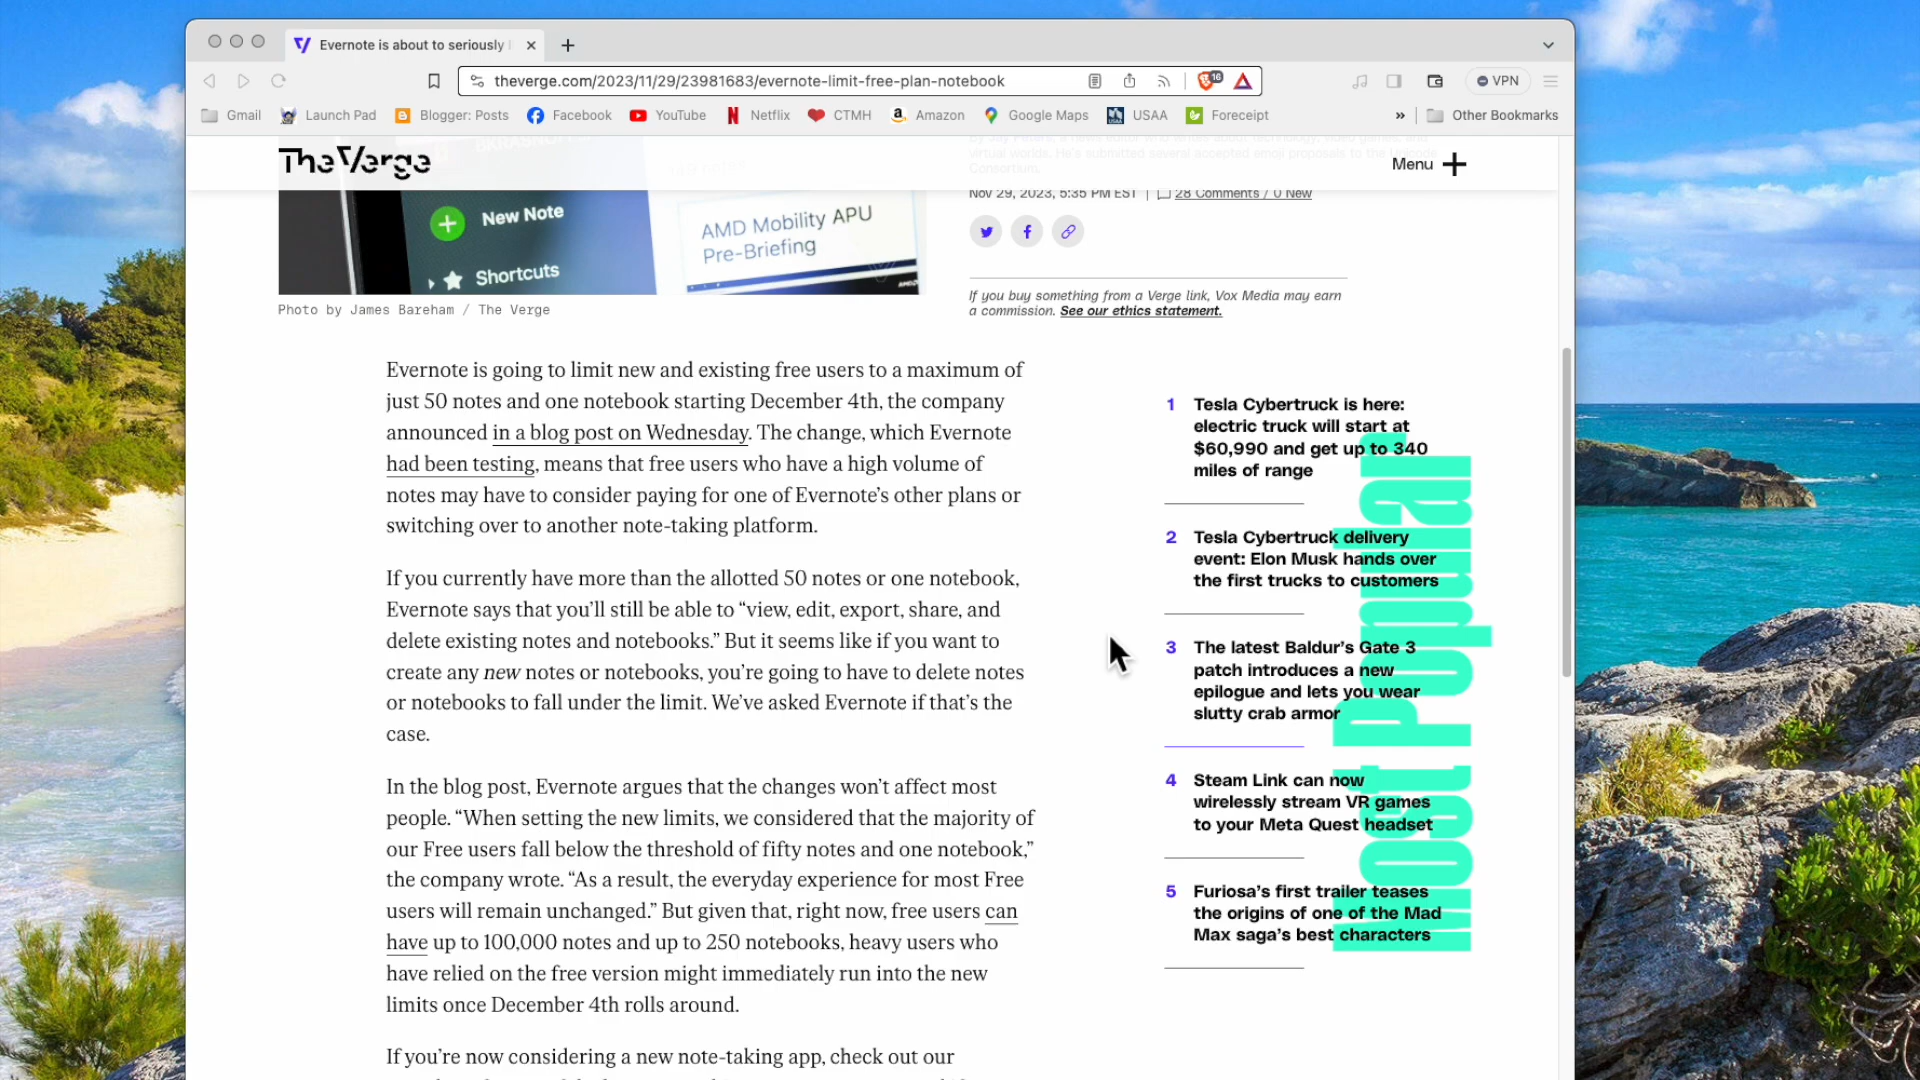 Evernote is about to seriously
theverge.com/2023/11/29/23981683/evernote-limit-free-plan-notebook
16
VPN
Gmail
Launch Pad
Blogger: Posts
Facebook
YouTube
Netflix
CTMH
Amazon
Google Maps
USAA
Foreceipt
»
Other Bookmarks
The Verge
Menu
virtual worlds. He's submitted several accepted emoji proposals to the Unicode
Consortium.
Nov 29, 2023, 5:35 PM EST | 28 Comments / 0 New
New Note
Shortcuts
AMD Mobility APU
Pre-Briefing
Photo by James Bareham / The Verge
If you buy something from a Verge link, Vox Media may earn
a commission. See our ethics statement.
Evernote is going to limit new and existing free users to a maximum of
just 50 notes and one notebook starting December 4th, the company
announced in a blog post on Wednesday. The change, which Evernote
had been testing, means that free users who have a high volume of
notes may have to consider paying for one of Evernote’s other plans or
switching over to another note-taking platform.
If you currently have more than the allotted 50 notes or one notebook,
Evernote says that you’ll still be able to “view, edit, export, share, and
delete existing notes and notebooks.” But it seems like if you want to
create any new notes or notebooks, you’re going to have to delete notes
or notebooks to fall under the limit. We’ve asked Evernote if that’s the
case.
In the blog post, Evernote argues that the changes won’t affect most
people. “When setting the new limits, we considered that the majority of
our Free users fall below the threshold of fifty notes and one notebook,”
the company wrote. “As a result, the everyday experience for most Free
users will remain unchanged.” But given that, right now, free users can
have up to 100,000 notes and up to 250 notebooks, heavy users who
have relied on the free version might immediately run into the new
limits once December 4th rolls around.
If you’re now considering a new note-taking app, check out our
Most Popular
1 Tesla Cybertruck is here:
electric truck will start at
$60,990 and get up to 340
miles of range
2 Tesla Cybertruck delivery
event: Elon Musk hands over
the first trucks to customers
3 The latest Baldur’s Gate 3
patch introduces a new
epilogue and lets you wear
slutty crab armor
4 Steam Link can now
wirelessly stream VR games
to your Meta Quest headset
5 Furiosa’s first trailer teases
the origins of one of the Mad
Max saga’s best characters